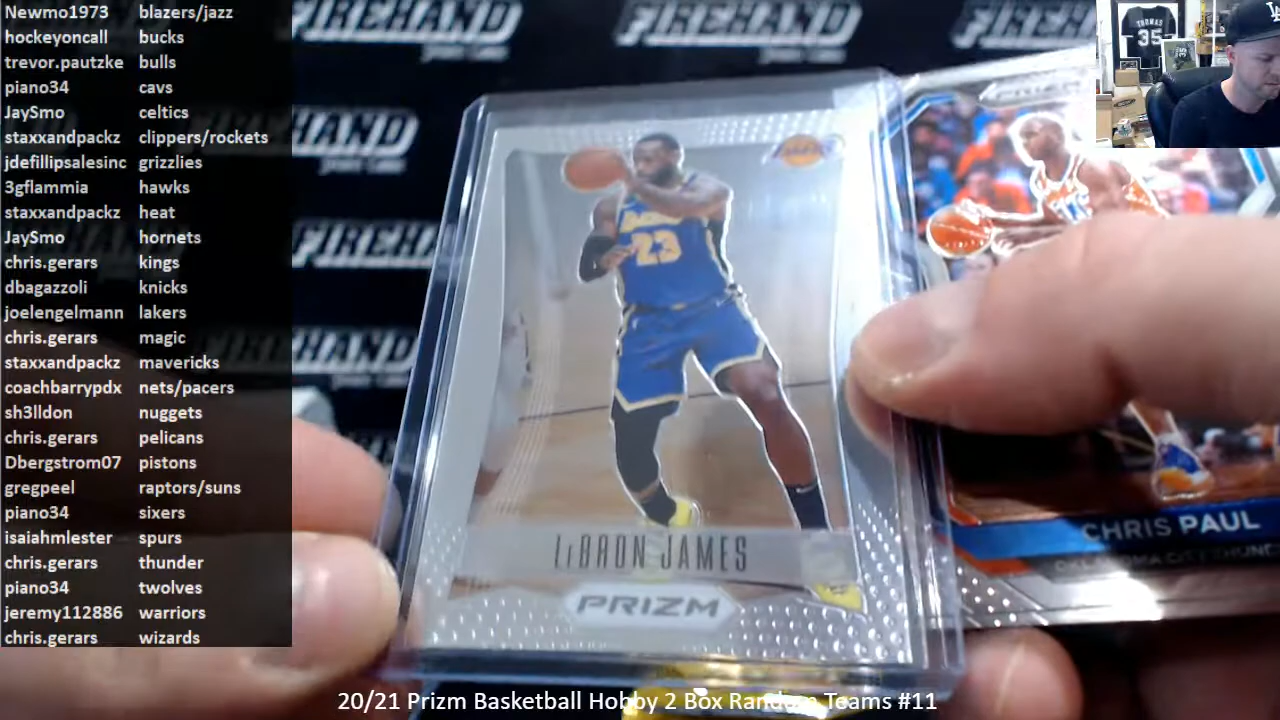 Newmo1973 blazers/jazz
hockeyoncall bucks
trevor.pautzke bulls
piano34 cavs
JaySmo celtics
staxxandpackz clippers/rockets
jdefillipsalesinc grizzlies
3gflammia hawks
staxxandpackz heat
JaySmo hornets
chris.gerars kings
dbagazzoli knicks
joelengelmann lakers
chris.gerars magic
staxxandpackz mavericks
coachbarrypdx nets/pacers
sh3lldon nuggets
chris.gerars pelicans
Dbergstrom07 pistons
gregpeel raptors/suns
piano34 sixers
isaiahmlester spurs
chris.gerars thunder
piano34 twolves
jeremy112886 warriors
chris.gerars wizards
FIREHAND
FIREHAND
THOMAS
35
23
LEBRON JAMES
PRIZM
CHRIS PAUL
20/21 Prizm Basketball Hobby 2 Box Random Teams #11